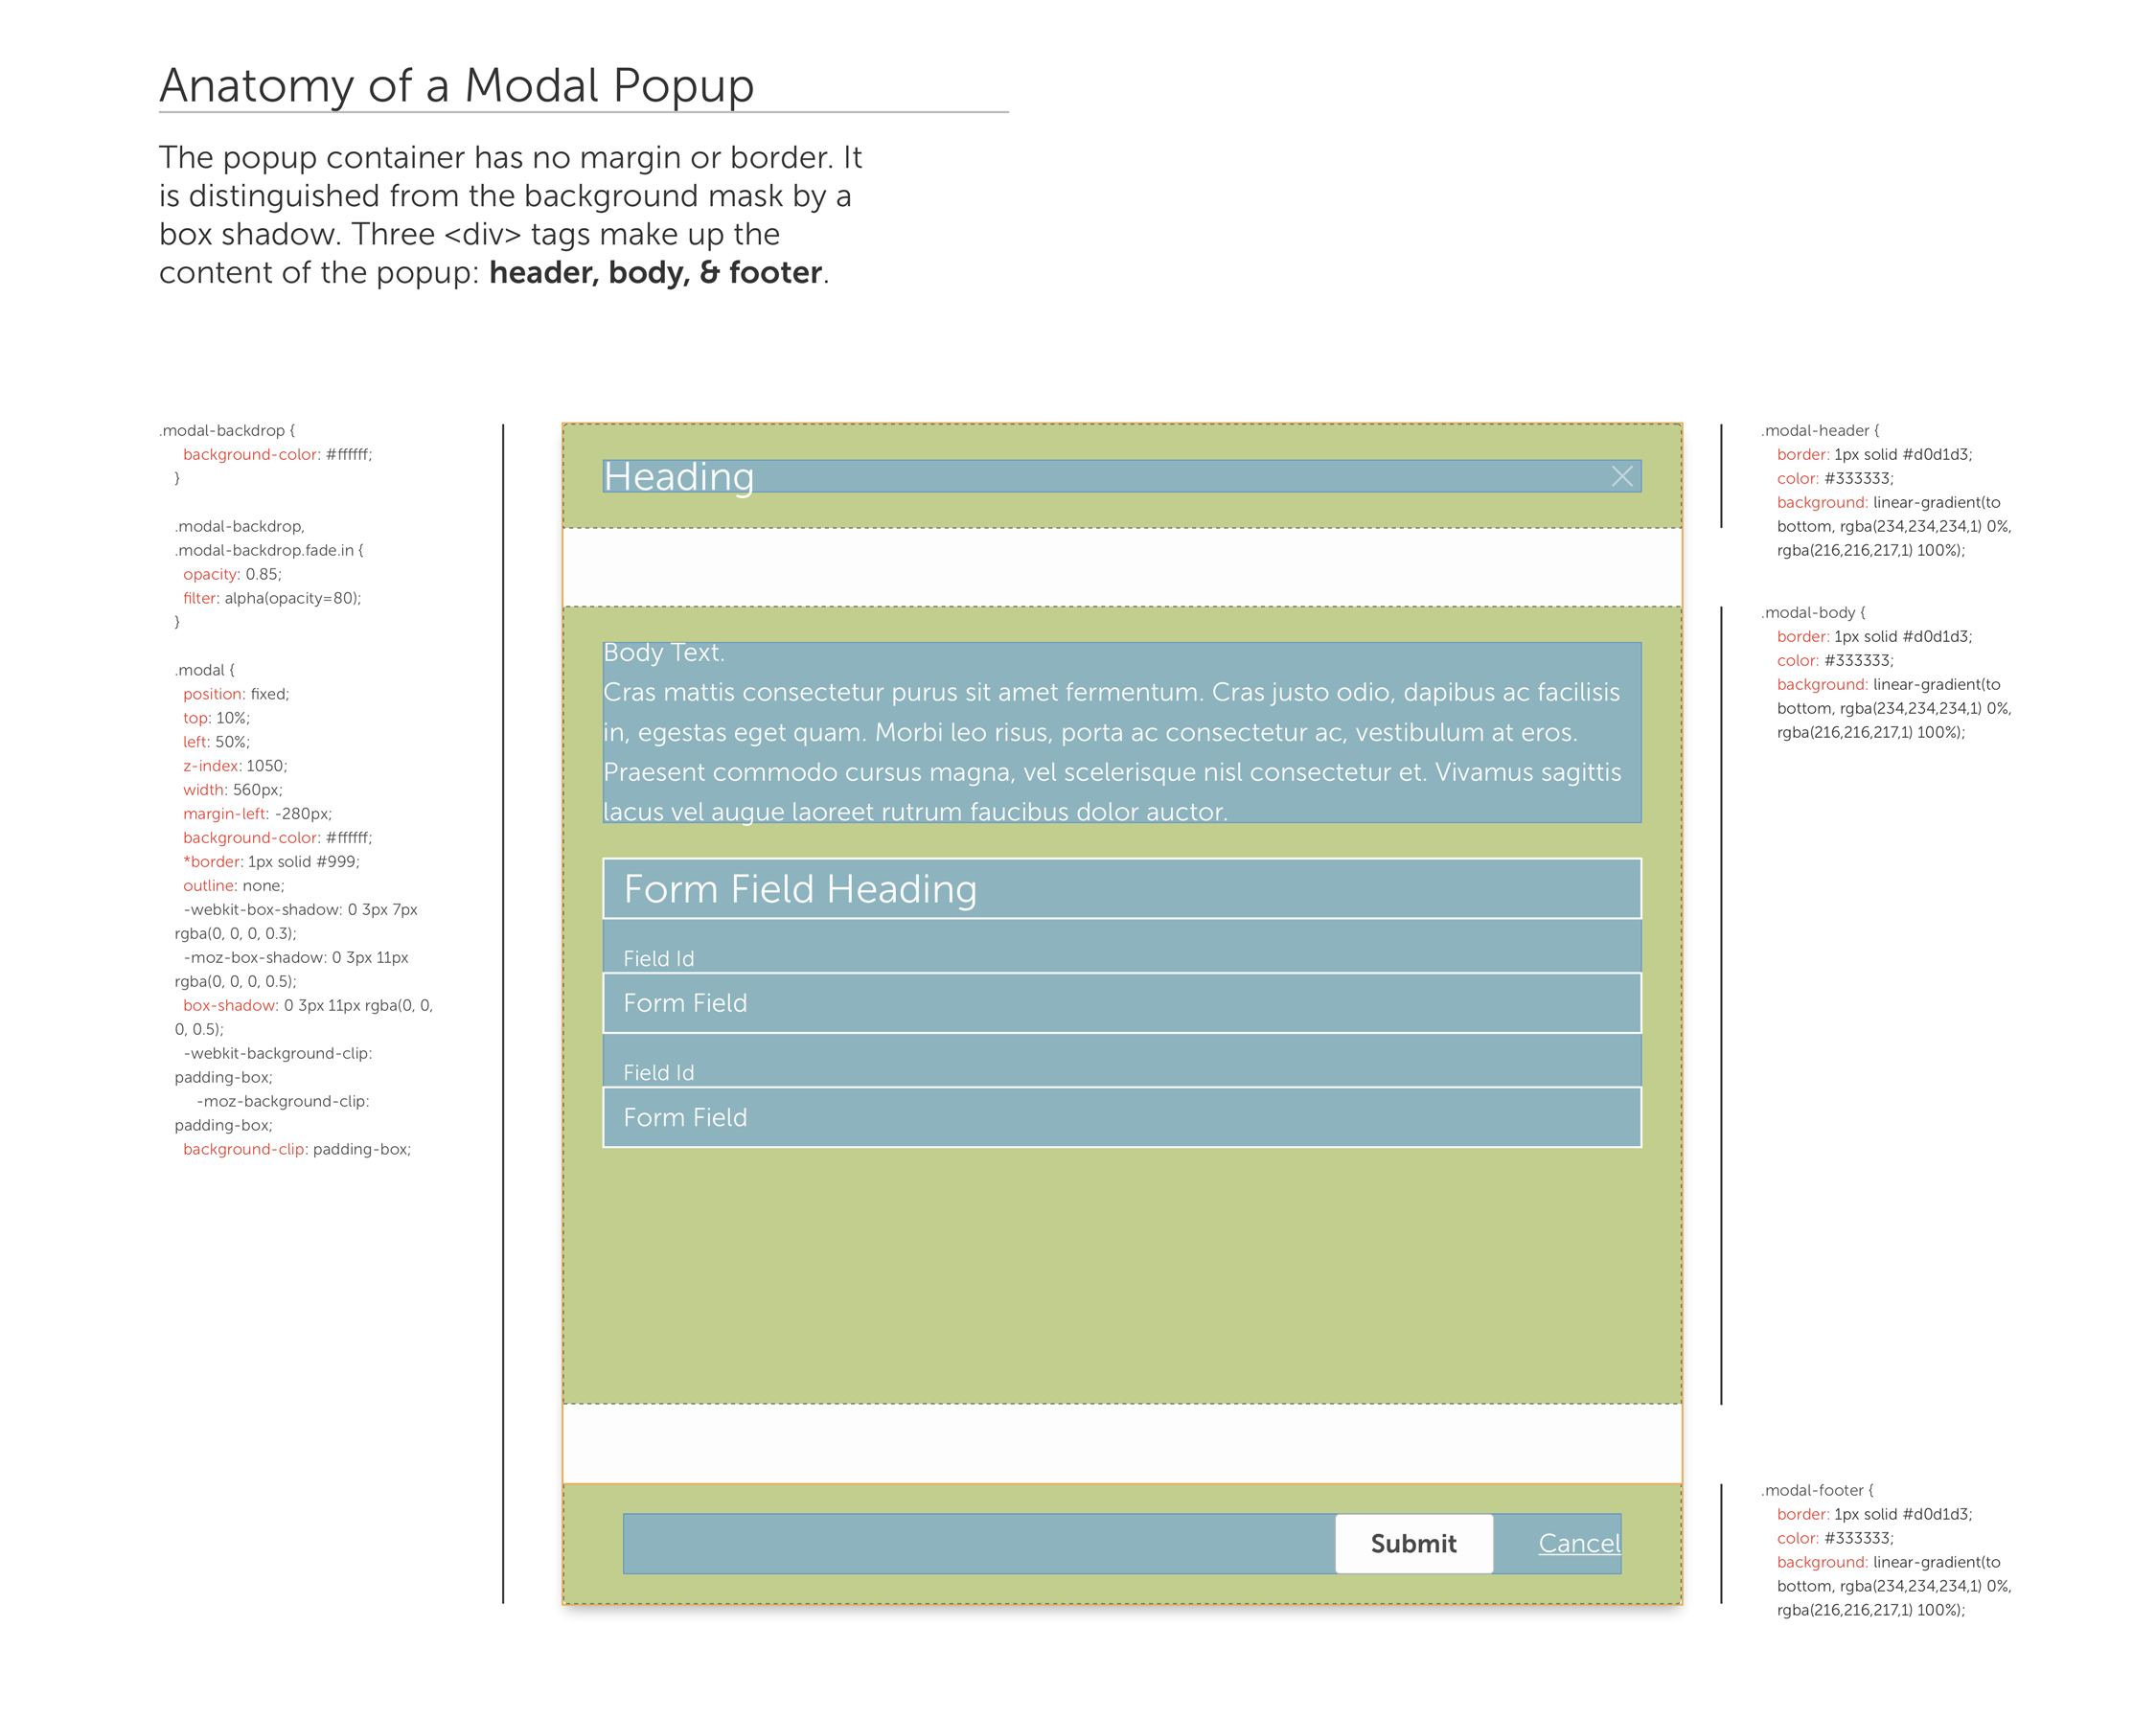 Anatomy of a Modal Popup
The popup container has no margin or border. It
is distinguished from the background mask by a
box shadow. Three <div> tags make up the
content of the popup: header, body, & footer.
.modal-backdrop {
background-color: #ffffff;
}
.modal-backdrop,
.modal-backdrop.fade.in {
opacity: 0.85;
filter: alpha(opacity=80);
}
.modal {
position: fixed;
top: 10%;
left: 50%;
z-index: 1050;
width: 560px;
margin-left: -280px;
background-color: #ffffff;
*border: 1px solid #999;
outline: none;
-webkit-box-shadow: 0 3px 7px
rgba(0, 0, 0, 0.3);
-moz-box-shadow: 0 3px 11px
rgba(0, 0, 0, 0.5);
box-shadow: 0 3px 11px rgba(0, 0,
0, 0.5);
-webkit-background-clip:
padding-box;
-moz-background-clip:
padding-box;
background-clip: padding-box;
Heading
Body Text.
Cras mattis consectetur purus sit amet fermentum. Cras justo odio, dapibus ac facilisis
in, egestas eget quam. Morbi leo risus, porta ac consectetur ac, vestibulum at eros.
Praesent commodo cursus magna, vel scelerisque nisl consectetur et. Vivamus sagittis
lacus vel augue laoreet rutrum faucibus dolor auctor.
Form Field Heading
Field Id
Form Field
Field Id
Form Field
Submit
Cancel
.modal-header {
border: 1px solid #d0d1d3;
color: #333333;
background: linear-gradient(to
bottom, rgba(234,234,234,1) 0%,
rgba(216,216,217,1) 100%);
.modal-body {
border: 1px solid #d0d1d3;
color: #333333;
background: linear-gradient(to
bottom, rgba(234,234,234,1) 0%,
rgba(216,216,217,1) 100%);
.modal-footer {
border: 1px solid #d0d1d3;
color: #333333;
background: linear-gradient(to
bottom, rgba(234,234,234,1) 0%,
rgba(216,216,217,1) 100%);